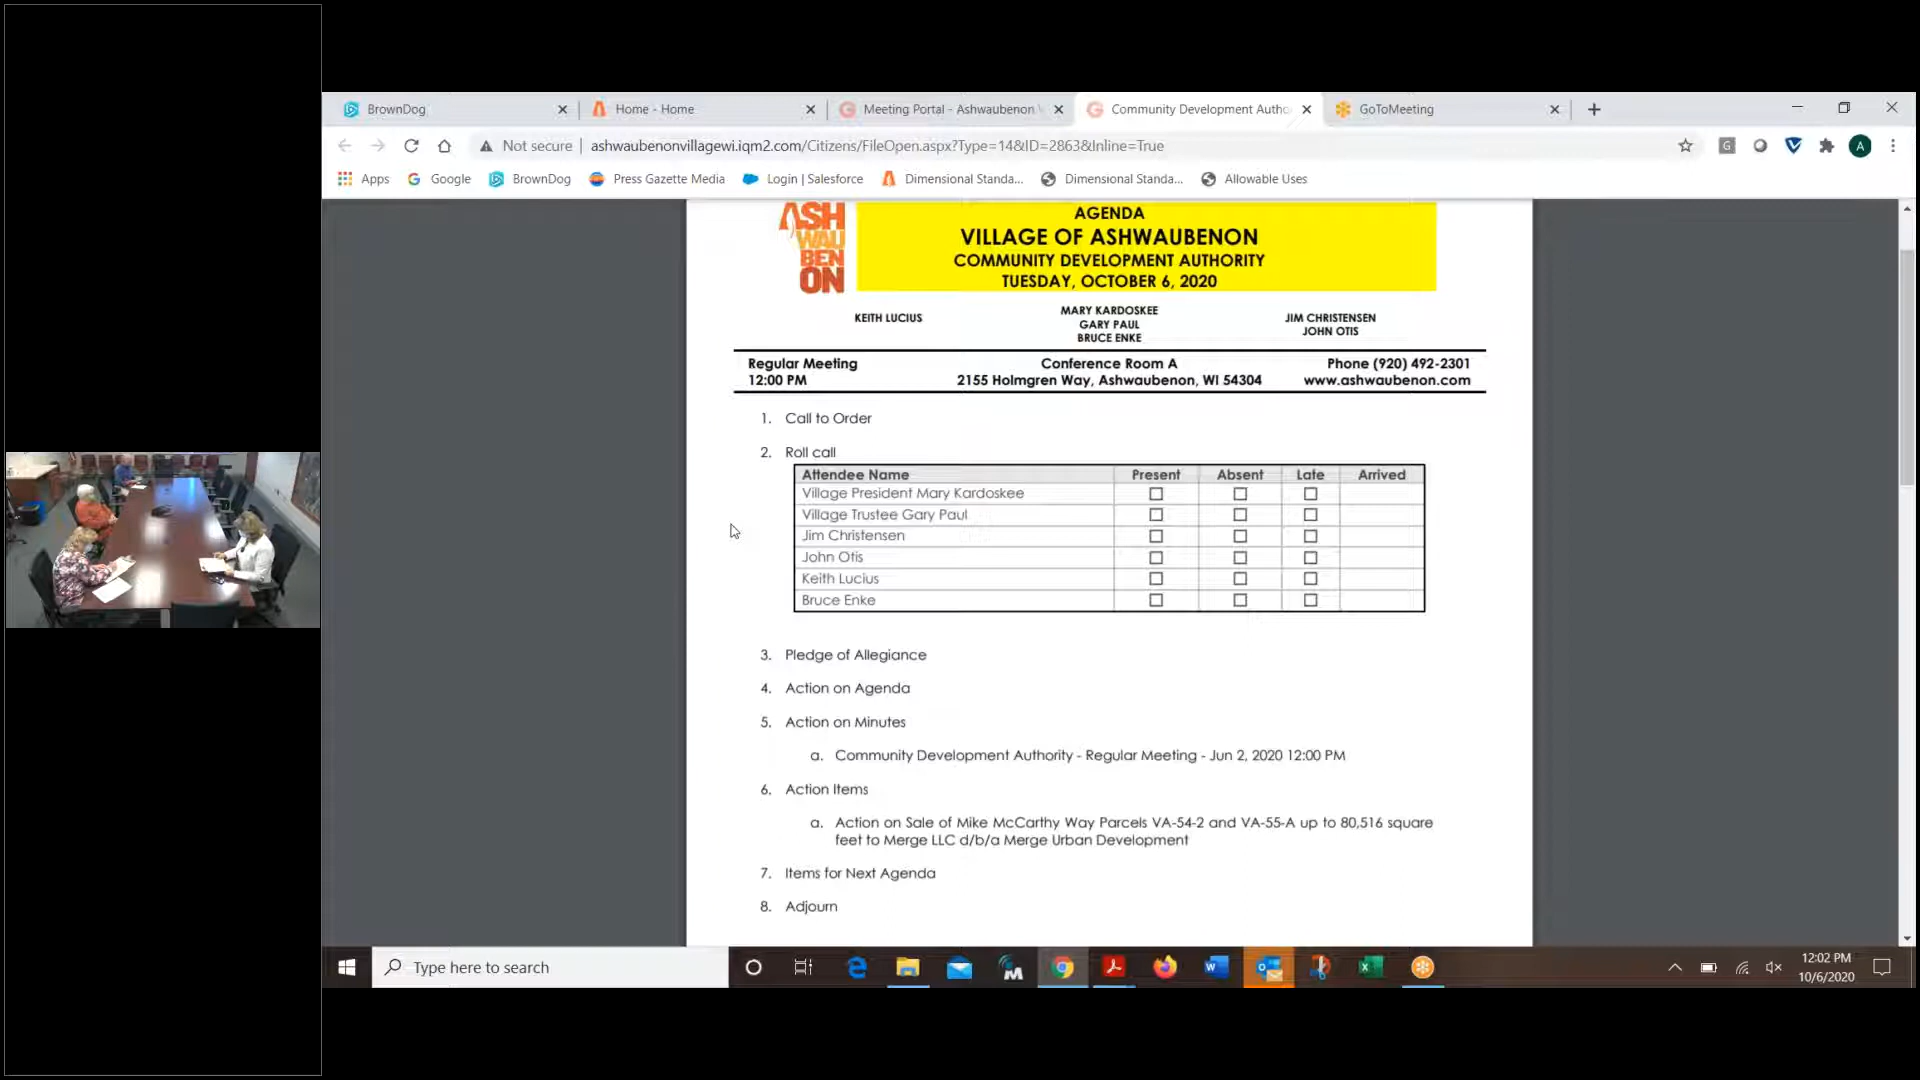 BrownDog
Home - Home
Meeting Portal - Ashwaubenon
Community Development Autho
GoToMeeting
Not secure
ashwaubenonvillagewi.iqm2.com/Citizens/FileOpen.aspx?Type=14&ID=2863&Inline=True
A
Apps
Google
BrownDog
Press Gazette Media
Login | Salesforce
Dimensional Standa...
Dimensional Standa...
Allowable Uses
ASH
WAU
BEN
ON
AGENDA
VILLAGE OF ASHWAUBENON
COMMUNITY DEVELOPMENT AUTHORITY
TUESDAY, OCTOBER 6, 2020
KEITH LUCIUS
MARY KARDOSKEE
GARY PAUL
BRUCE ENKE
JIM CHRISTENSEN
JOHN OTIS
Regular Meeting
12:00 PM
Conference Room A
2155 Holmgren Way, Ashwaubenon, WI 54304
Phone (920) 492-2301
www.ashwaubenon.com
1. Call to Order
2. Roll call
Attendee Name Present Absent Late Arrived
Village President Mary Kardoskee
Village Trustee Gary Paul
Jim Christensen
John Otis
Keith Lucius
Bruce Enke
3. Pledge of Allegiance
4. Action on Agenda
5. Action on Minutes
a. Community Development Authority - Regular Meeting - Jun 2, 2020 12:00 PM
6. Action Items
a. Action on Sale of Mike McCarthy Way Parcels VA-54-2 and VA-55-A up to 80,516 square
feet to Merge LLC d/b/a Merge Urban Development
7. Items for Next Agenda
8. Adjourn
Type here to search
12:02 PM
10/6/2020